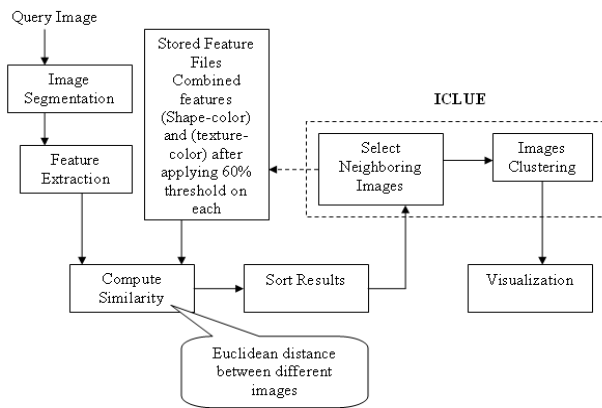 Query Image
Image
Segmentation
Feature
Extraction
Stored Feature
Files
Combined
features
(Shape-color)
and (texture-
color) after
applying 60%
threshold on
each
ICLUE
Select
Neighboring
Images
Images
Clustering
Compute
Similarity
Sort Results
Visualization
Euclidean distance
between different
images